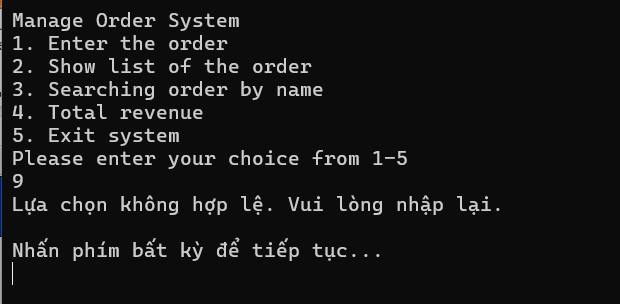 Manage Order System
1. Enter the order
2. Show list of the order
3. Searching order by name
4. Total revenue
5. Exit system
Please enter your choice from 1-5
9
Lựa chọn không hợp lệ. Vui lòng nhập lại.
Nhấn phím bất kỳ để tiếp tục...